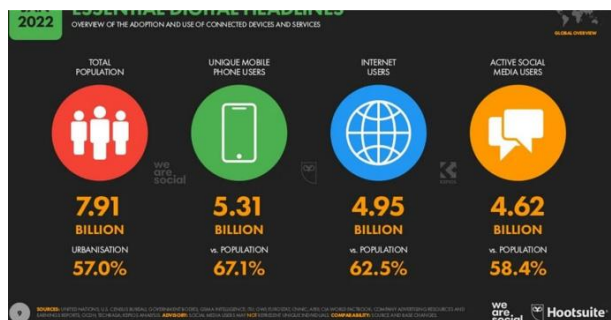 JAN
2022
ESSENTIAL DIGITAL HEADLINES
OVERVIEW OF THE ADOPTION AND USE OF CONNECTED DEVICES AND SERVICES
GLOBAL OVERVIEW
TOTAL
POPULATION
UNIQUE MOBILE
PHONE USERS
INTERNET
USERS
ACTIVE SOCIAL
MEDIA USERS
we
are
social
KEPIOS
7.91
BILLION
URBANISATION
57.0%
5.31
BILLION
vs. POPULATION
67.1%
4.95
BILLION
vs. POPULATION
62.5%
4.62
BILLION
vs. POPULATION
58.4%
9
we
are
social
Hootsuite